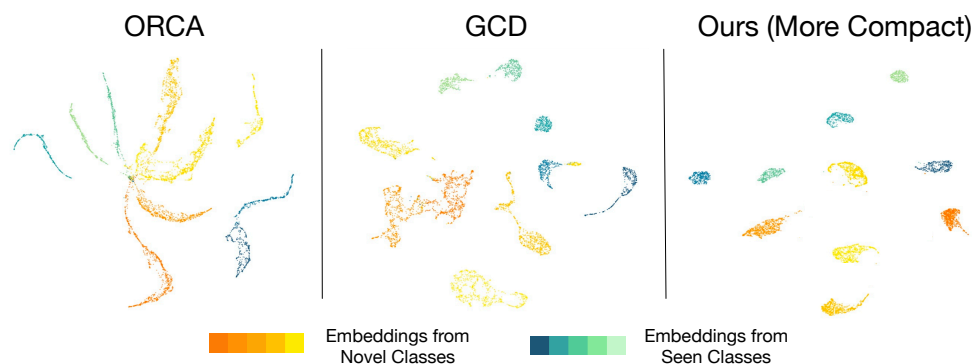 ORCA
GCD
Ours (More Compact)
Embeddings from
Novel Classes
Embeddings from
Seen Classes